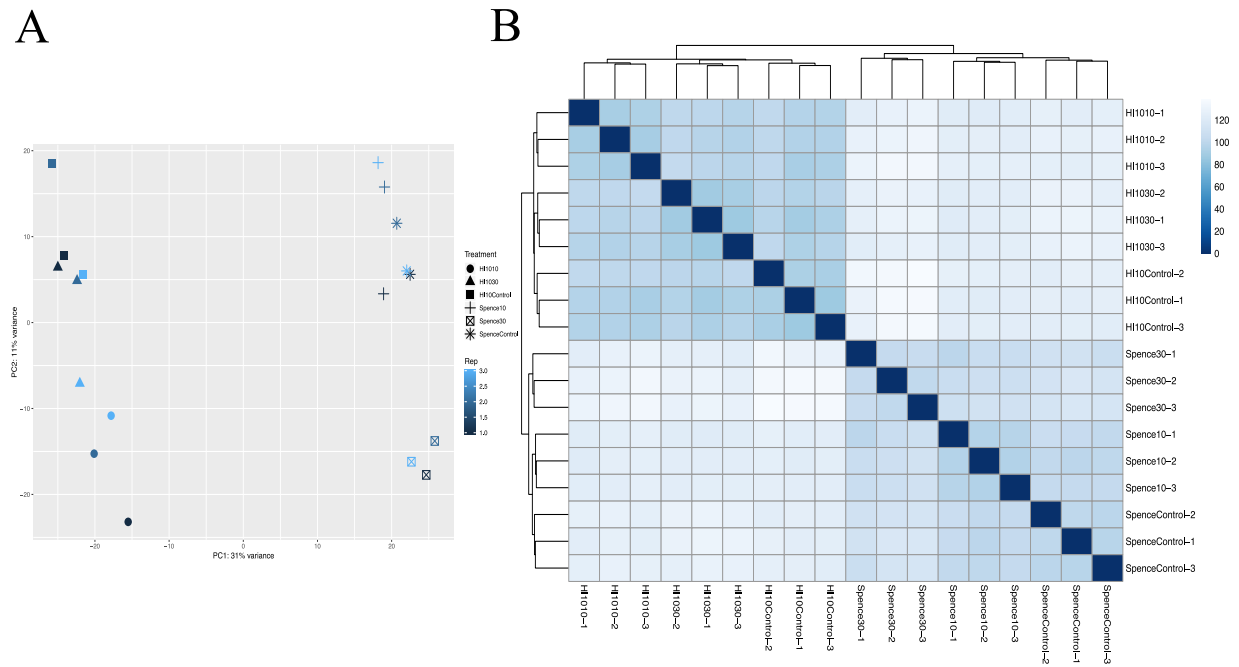 A
B
20
10
0
−10
−20
−20
−10
0
10
20
PC2: 11% variance
PC1: 31% variance
Treatment
HI1010
HI1030
HI10Control
Spence10
Spence30
SpenceControl
Rep
3.0
2.5
2.0
1.5
1.0
HI1010−1
HI1010−2
HI1010−3
HI1030−2
HI1030−1
HI1030−3
HI10Control−2
HI10Control−1
HI10Control−3
Spence30−1
Spence30−2
Spence30−3
Spence10−1
Spence10−2
Spence10−3
SpenceControl−2
SpenceControl−1
SpenceControl−3
HI1010−1
HI1010−2
HI1010−3
HI1030−2
HI1030−1
HI1030−3
HI10Control−2
HI10Control−1
HI10Control−3
Spence30−1
Spence30−2
Spence30−3
Spence10−1
Spence10−2
Spence10−3
SpenceControl−2
SpenceControl−1
SpenceControl−3
120
100
80
60
40
20
0